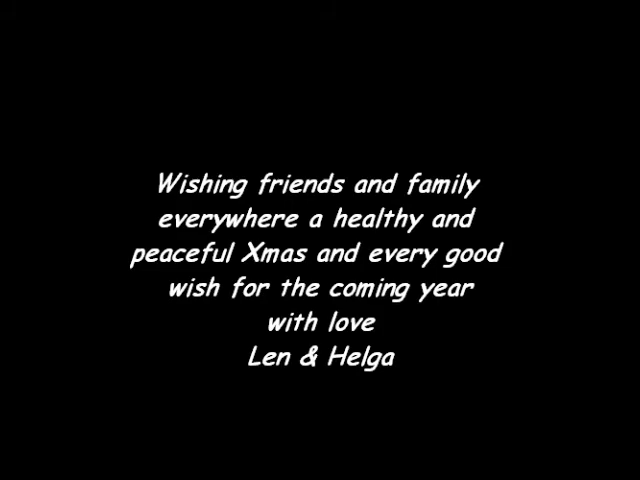 Wishing friends and family
everywhere a healthy and
peaceful Xmas and every good
wish for the coming year
with love
Len & Helga